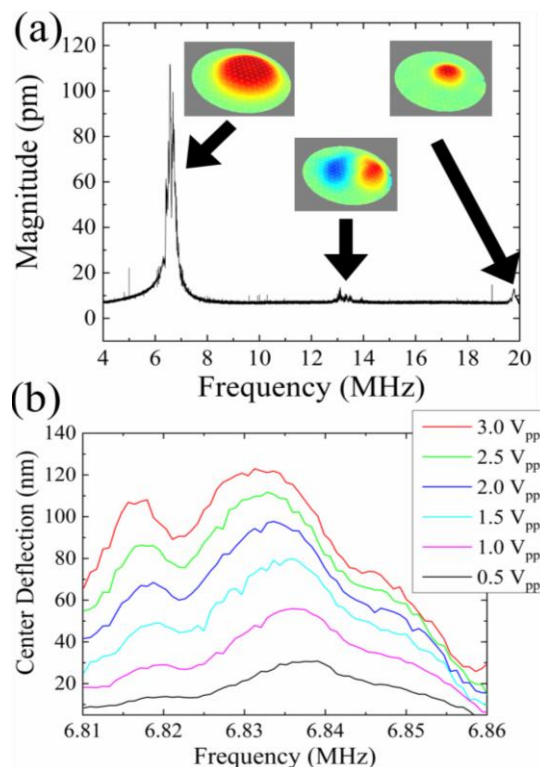 (a)
120
100
80
60
40
20
0
Magnitude (pm)
4 6 8 10 12 14 16 18 20
Frequency (MHz)
(b)
140
120
100
80
60
40
20
Center Deflection (nm)
3.0 Vpp
2.5 Vpp
2.0 Vpp
1.5 Vpp
1.0 Vpp
0.5 Vpp
6.81 6.82 6.83 6.84 6.85 6.86
Frequency (MHz)